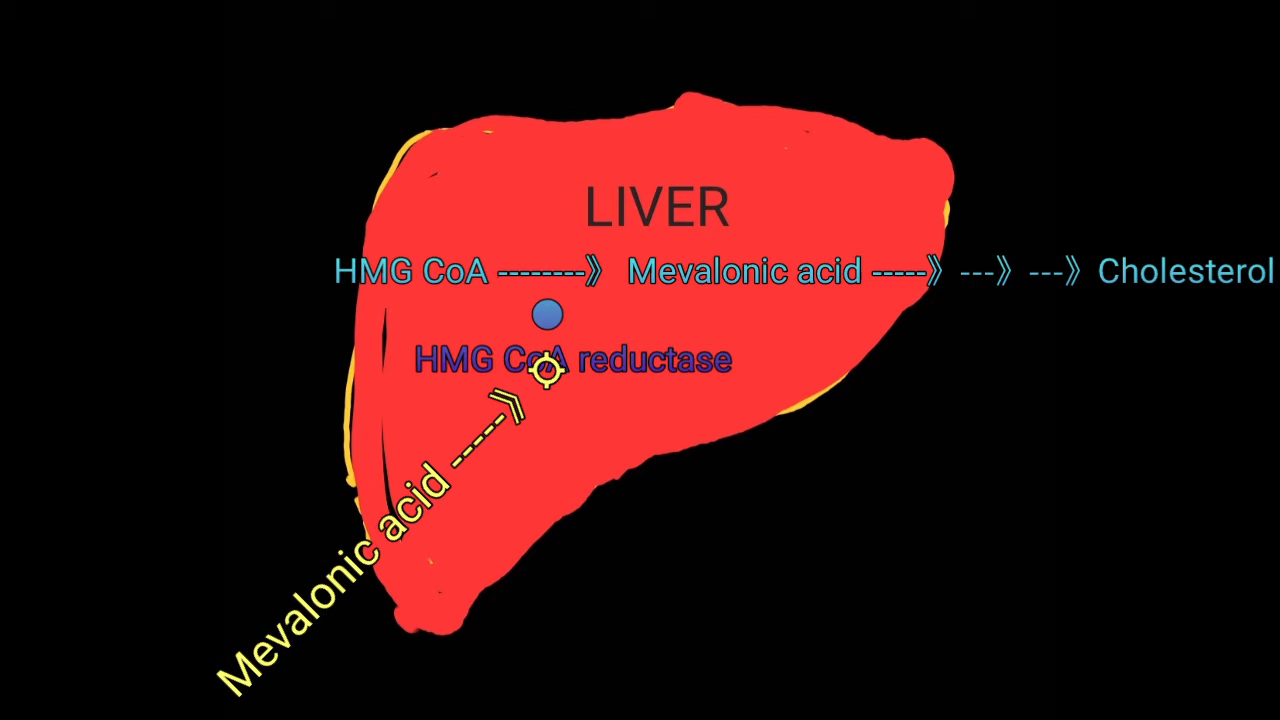 LIVER
HMG CoA --------》 Mevalonic acid -----》---》---》Cholesterol
HMG CoA reductase
Mevalonic acid -----》